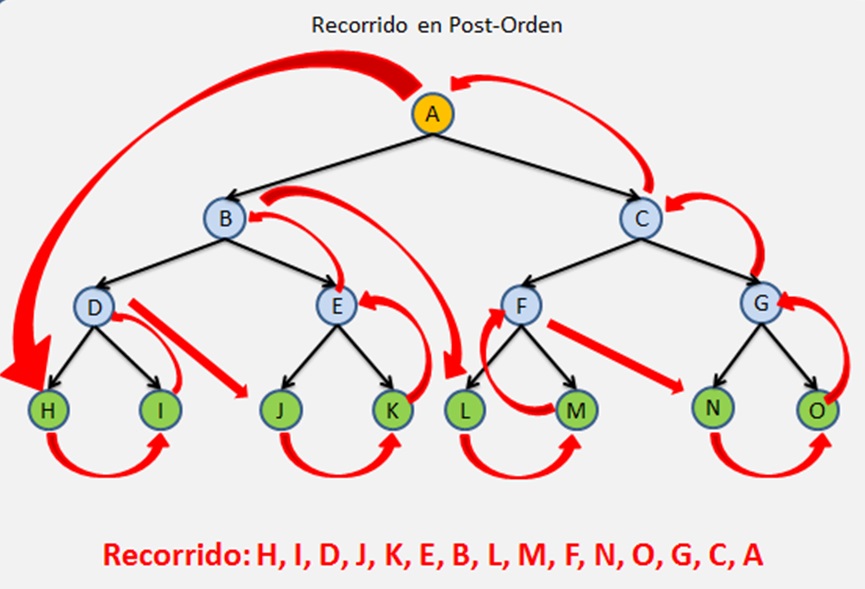 Recorrido en Post-Orden
A
B C
D E F G
H I J K L M N O
Recorrido: H, I, D, J, K, E, B, L, M, F, N, O, G, C, A